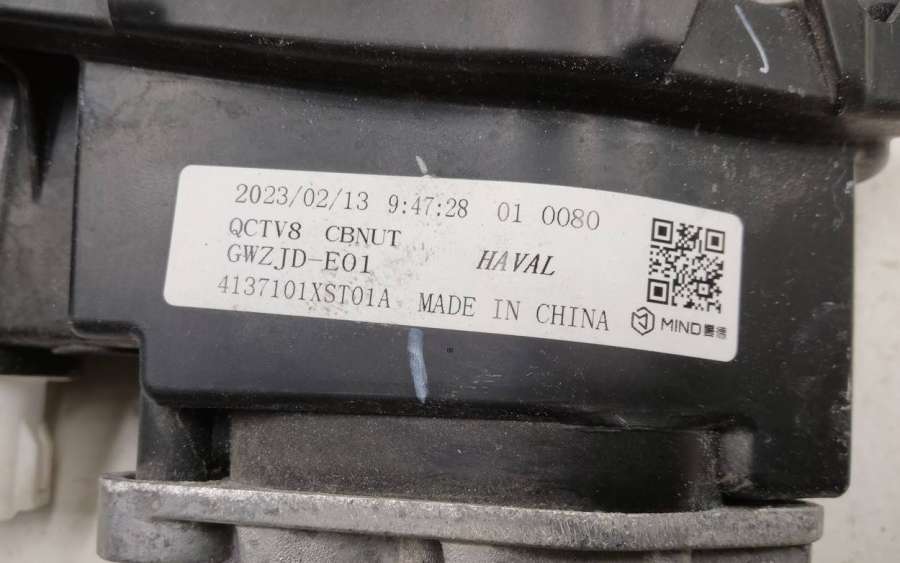 2023/02/13 9:47:28 01 0080
QCTV8 CBNUT
GWZJD-E01 HAVAL
4137101XST01A MADE IN CHINA
MIND